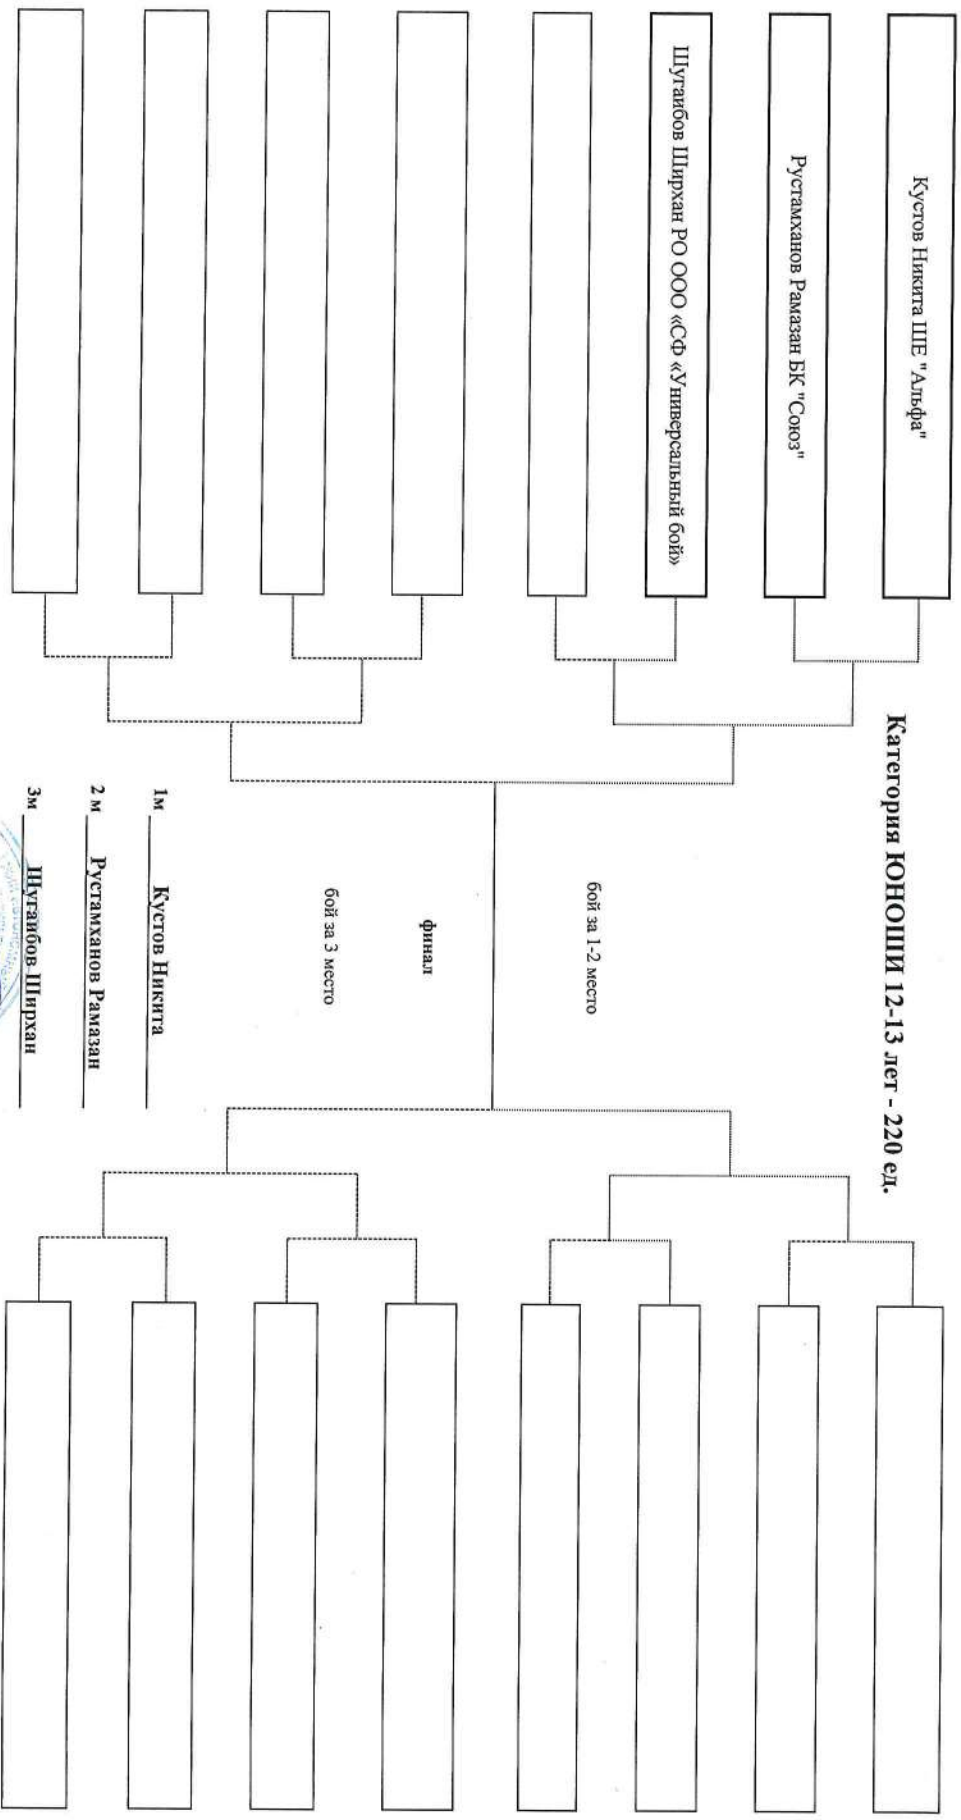 Категория ЮНОШИ 12-13 лет - 220 ед.
Кустов Никита ШЕ "Альфа"
Рустамханов Рамазан БК "Союз"
Шугаибов Ширхан РО ООО «СФ «Универсальный бой»
бой за 1-2 место
финал
бой за 3 место
1м Кустов Никита
2 м Рустамханов Рамазан
3м Шугаибов Ширхан